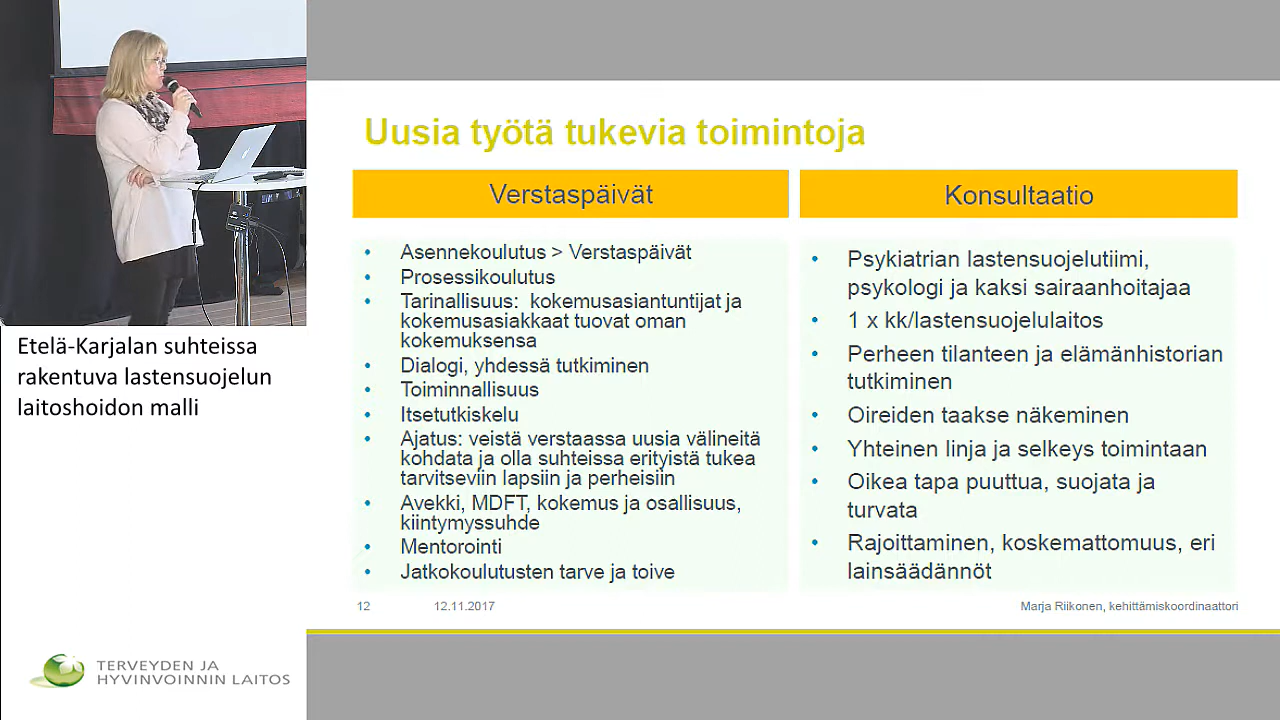 Uusia työtä tukevia toimintoja
Verstaspäivät
• Asennekoulutus > Verstaspäivät
• Prosessikoulutus
• Tarinallisuus: kokemusasiantuntijat ja
kokemusasiakkaat tuovat oman
kokemuksensa
• Dialogi, yhdessä tutkiminen
• Toiminnallisuus
• Itsetutkiskelu
• Ajatus: veistä verstaassa uusia välineitä
kohdata ja olla suhteissa erityistä tukea
tarvitseviin lapsiin ja perheisiin
• Avekki, MDFT, kokemus ja osallisuus,
kiintymyssuhde
• Mentorointi
• Jatkokoulutusten tarve ja toive
Konsultaatio
• Psykiatrian lastensuojelutiimi,
psykologi ja kaksi sairaanhoitajaa
• 1 x kk/lastensuojelulaitos
• Perheen tilanteen ja elämänhistorian
tutkiminen
• Oireiden taakse näkeminen
• Yhteinen linja ja selkeys toimintaan
• Oikea tapa puuttua, suojata ja
turvata
• Rajoittaminen, koskemattomuus, eri
lainsäädännöt
12 12.11.2017 Marja Riikonen, kehittämiskoordinaattori
Etelä-Karjalan suhteissa
rakentuva lastensuojelun
laitoshoidon malli
TERVEYDEN JA
HYVINVOINNIN LAITOS